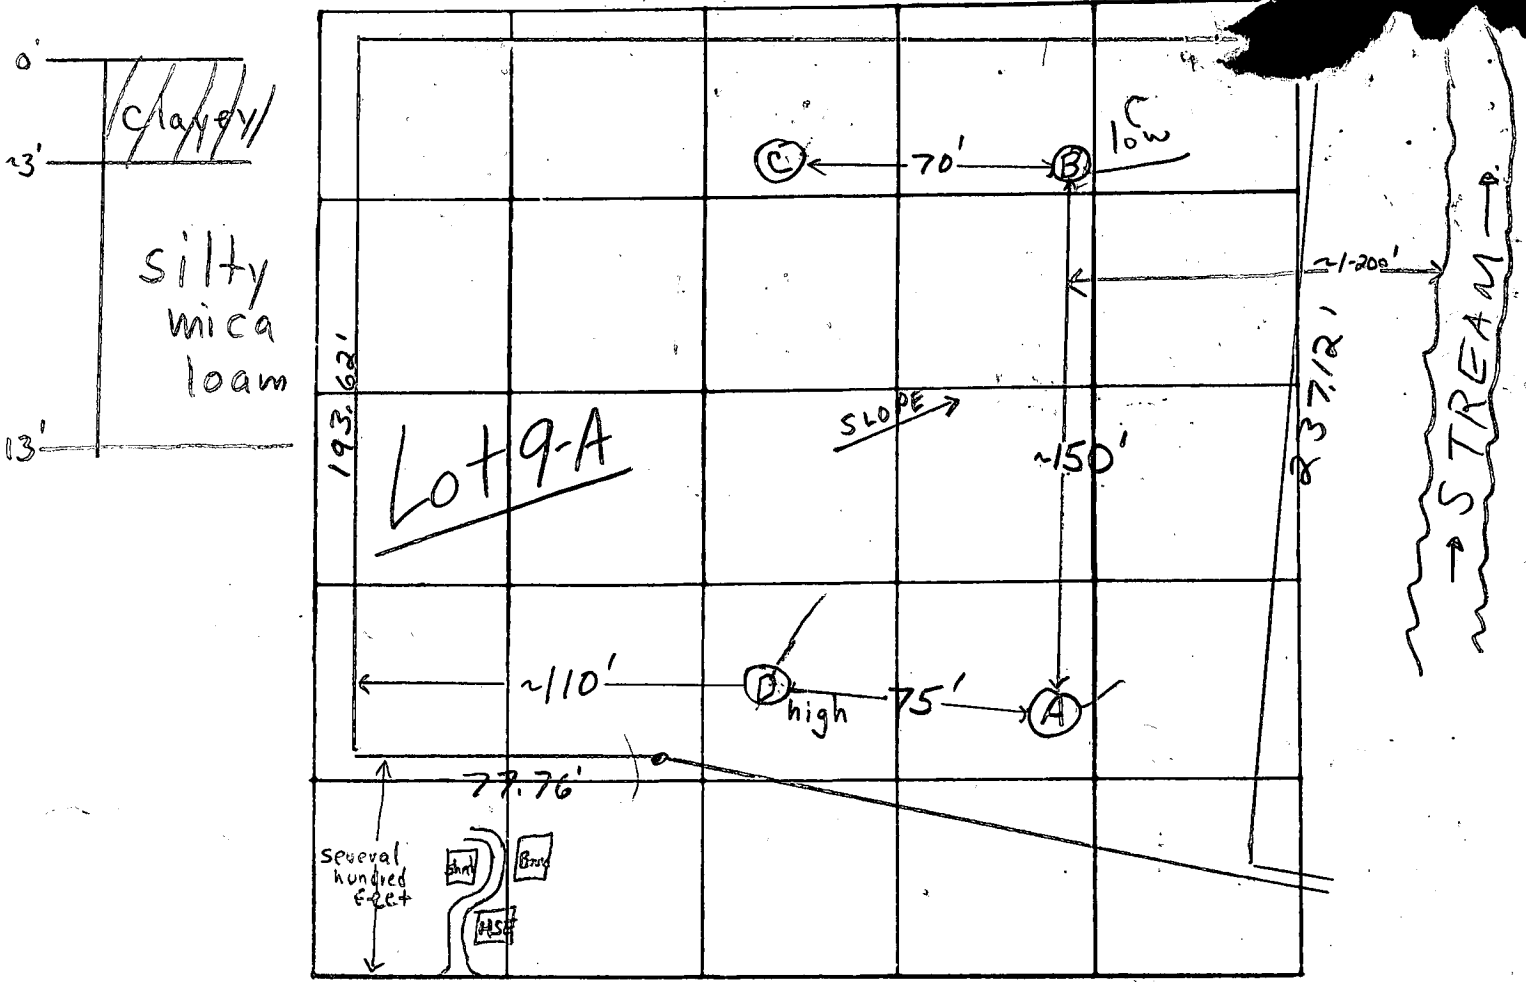 0'
clayey
~3'
silty
mica
loam
13'
C
70'
B
C
low
~1-200'
→ STREAM →
193.62'
237.12'
SLOPE
~150'
Lot 9-A
~110'
D
high
75'
A
77.76'
several
hundred
feet
HSE